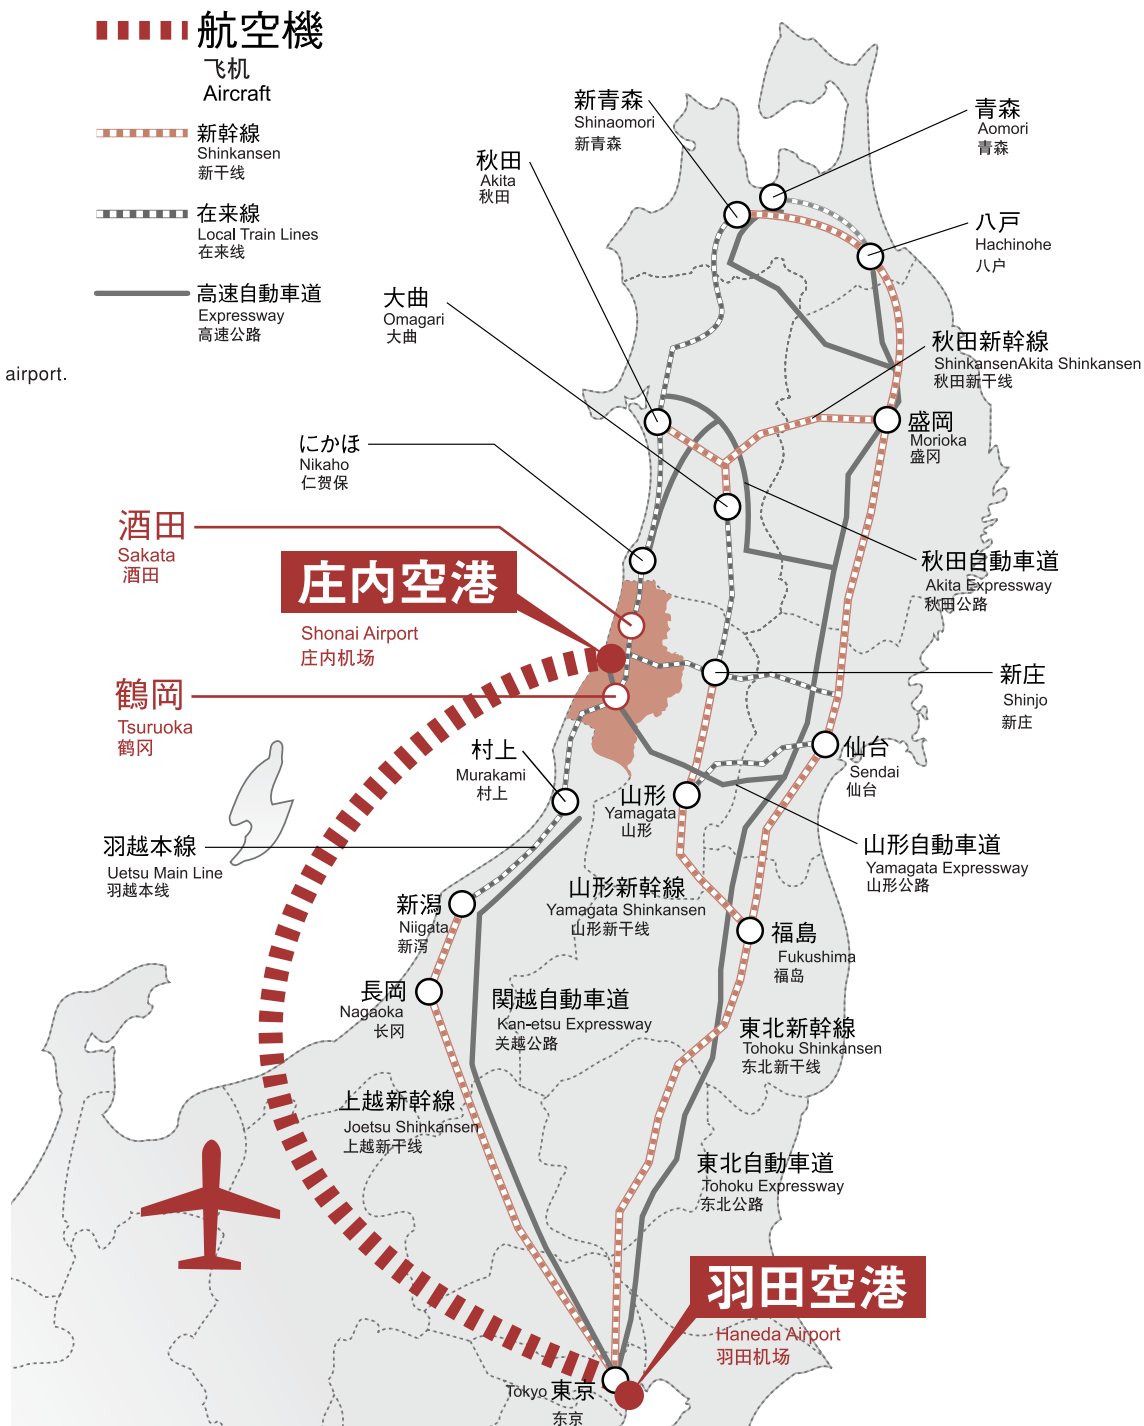 航空機
飞机
Aircraft
新幹線
Shinkansen
新干线
在来線
Local Train Lines
在来线
高速自動車道
Expressway
高速公路
airport.
新青森
Shinaomori
新青森
青森
Aomori
青森
秋田
Akita
秋田
八戸
Hachinohe
八户
大曲
Omagari
大曲
秋田新幹線
ShinkansenAkita Shinkansen
秋田新干线
盛岡
Morioka
盛冈
にかほ
Nikaho
仁贺保
酒田
Sakata
酒田
庄内空港
Shonai Airport
庄内机场
秋田自動車道
Akita Expressway
秋田公路
鶴岡
Tsuruoka
鹤冈
新庄
Shinjo
新庄
村上
Murakami
村上
仙台
Sendai
仙台
山形
Yamagata
山形
羽越本線
Uetsu Main Line
羽越本线
山形自動車道
Yamagata Expressway
山形公路
山形新幹線
Yamagata Shinkansen
山形新干线
新潟
Niigata
新泻
福島
Fukushima
福岛
長岡
Nagaoka
长冈
関越自動車道
Kan-etsu Expressway
关越公路
東北新幹線
Tohoku Shinkansen
东北新干线
上越新幹線
Joetsu Shinkansen
上越新干线
東北自動車道
Tohoku Expressway
东北公路
羽田空港
Haneda Airport
羽田机场
Tokyo 東京
东京